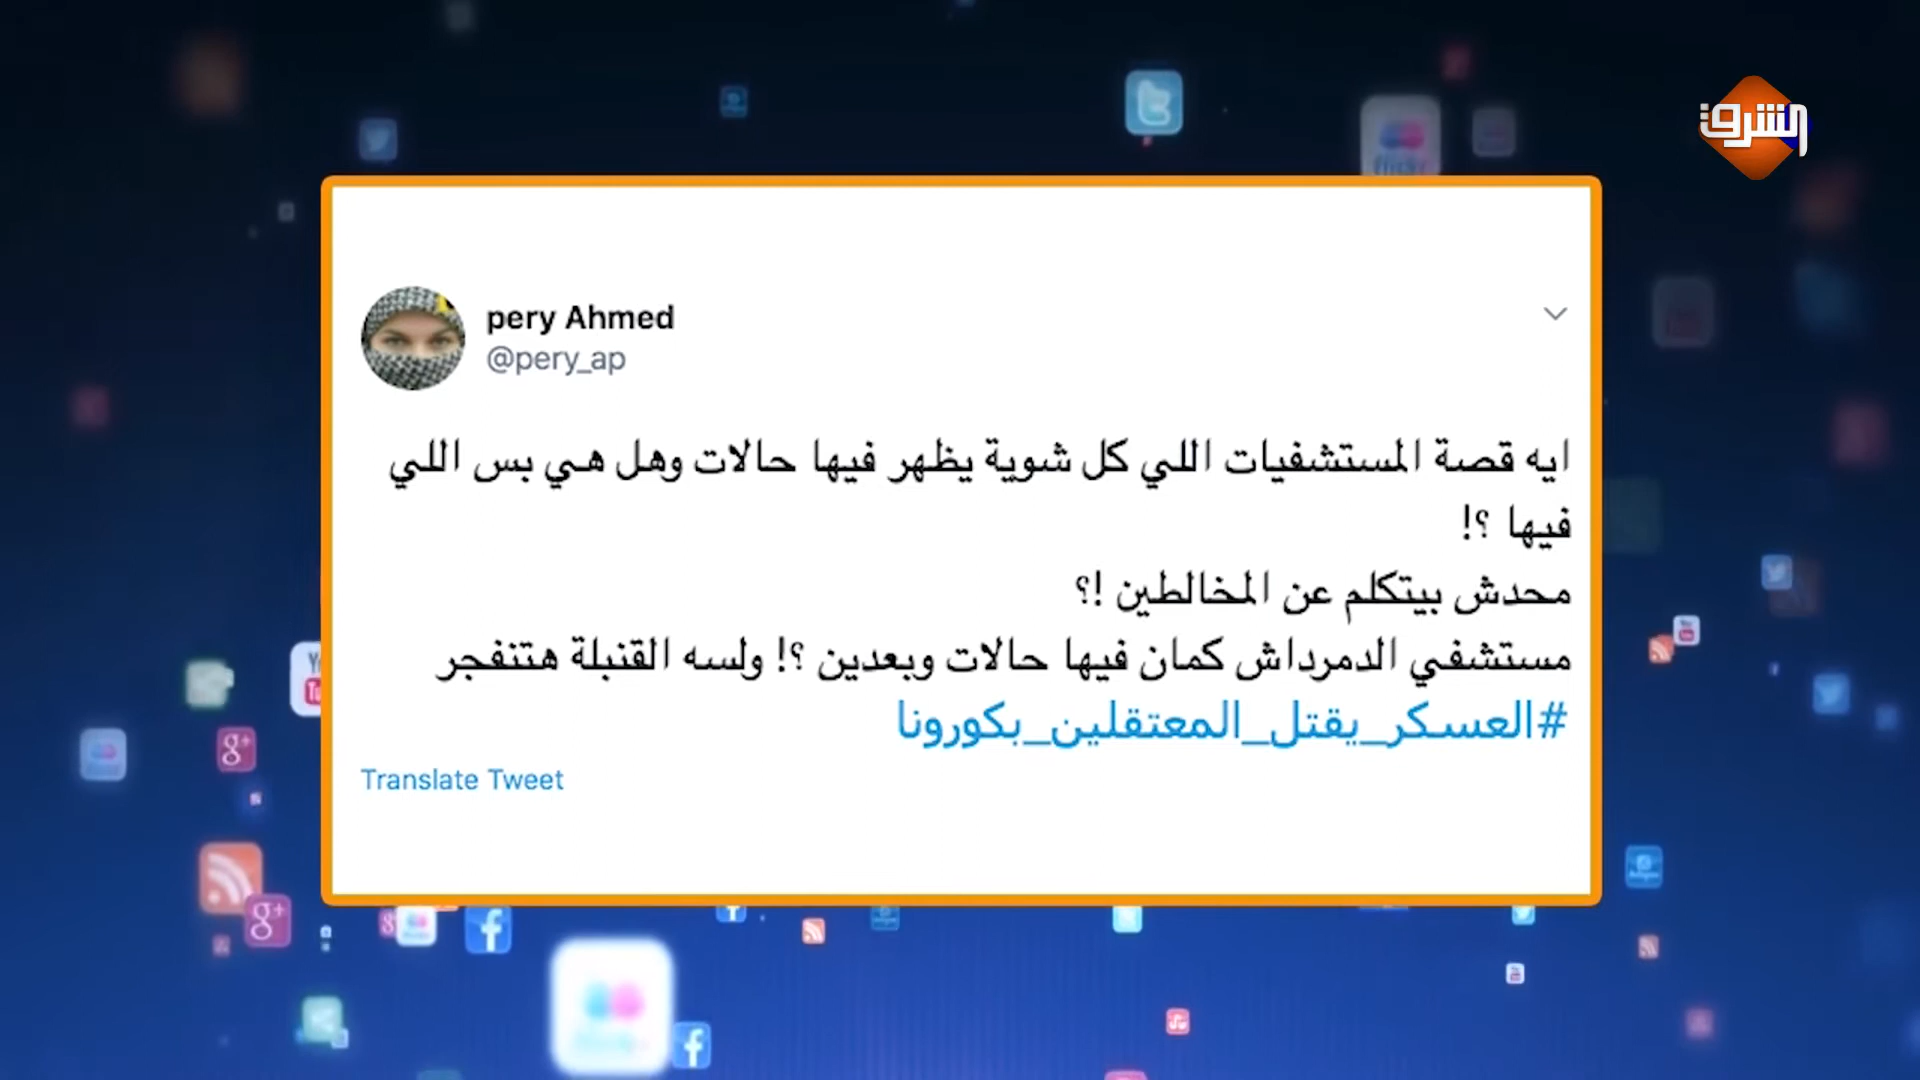 الشرق
pery Ahmed
@pery_ap
ايه قصة المستشفيات اللي كل شوية يظهر فيها حالات وهل هي بس اللي
فيها ؟!
محدش بيتكلم عن المخالطين !؟
مستشفي الدمرداش كمان فيها حالات وبعدين ؟! ولسه القنبلة هتنفجر
#العسكر_يقتل_المعتقلين_بكورونا
Translate Tweet